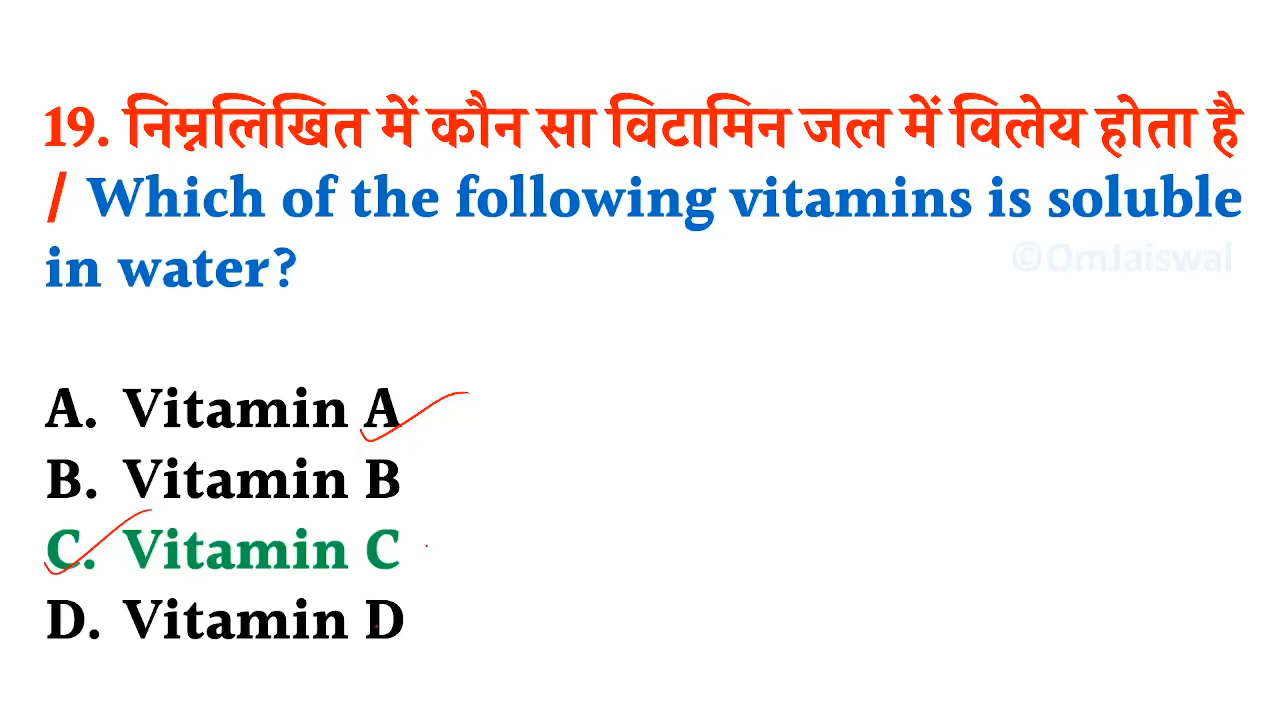 19. निम्नलिखित में कौन सा विटामिन जल में विलेय होता है
/ Which of the following vitamins is soluble
in water?
©OmJaiswal
A. Vitamin A
B. Vitamin B
C. Vitamin C
D. Vitamin D